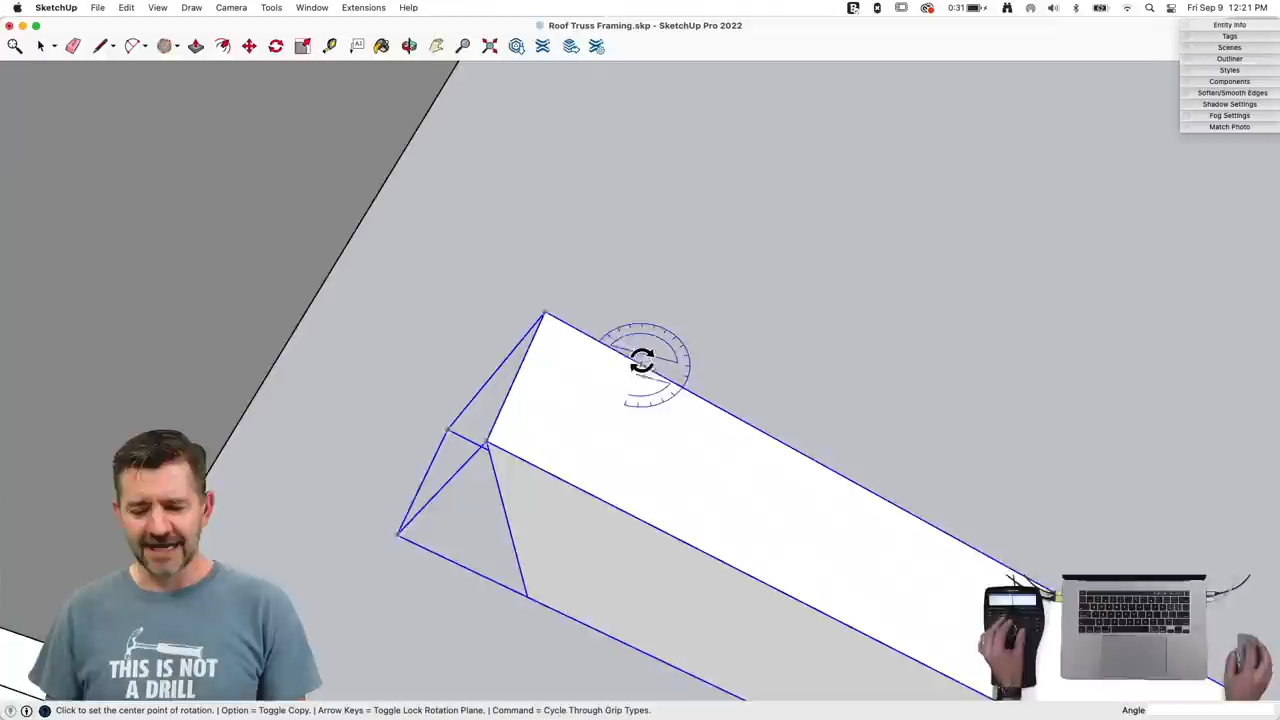 SketchUp File Edit View Draw Camera Tools Window Extensions Help 0:31 Fri Sep 9 12:21 PM
Roof Truss Framing.skp - SketchUp Pro 2022
Entity Info
Tags
Scenes
Outliner
Styles
Components
Soften/Smooth Edges
Shadow Settings
Fog Settings
Match Photo
THIS IS NOT
A DRILL
Click to set the center point of rotation. | Option = Toggle Copy. | Arrow Keys = Toggle Lock Rotation Plane. | Command = Cycle Through Grip Types. Angle